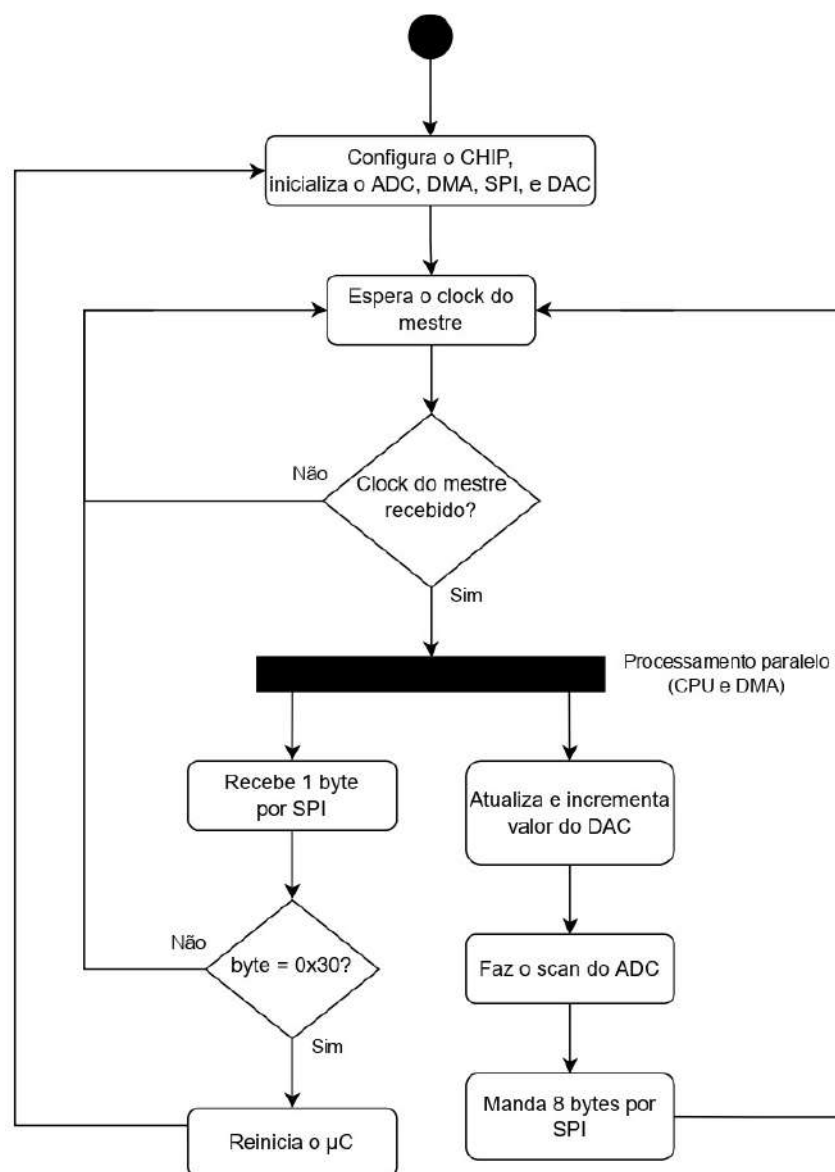 Configura o CHIP,
inicializa o ADC, DMA, SPI, e DAC
Espera o clock do
mestre
Não
Clock do mestre
recebido?
Sim
Processamento paralelo
(CPU e DMA)
Recebe 1 byte
por SPI
Atualiza e incrementa
valor do DAC
Não
byte = 0x30?
Faz o scan do ADC
Sim
Reinicia o µC
Manda 8 bytes por
SPI